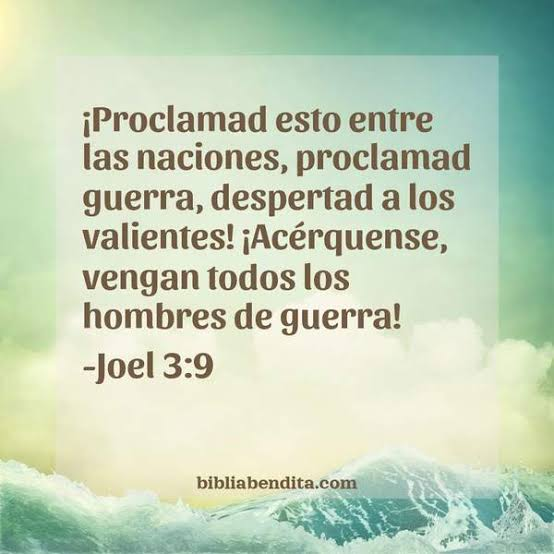 ¡Proclamad esto entre
las naciones, proclamad
guerra, despertad a los
valientes! ¡Acérquense,
vengan todos los
hombres de guerra!
-Joel 3:9
bibliabendita.com